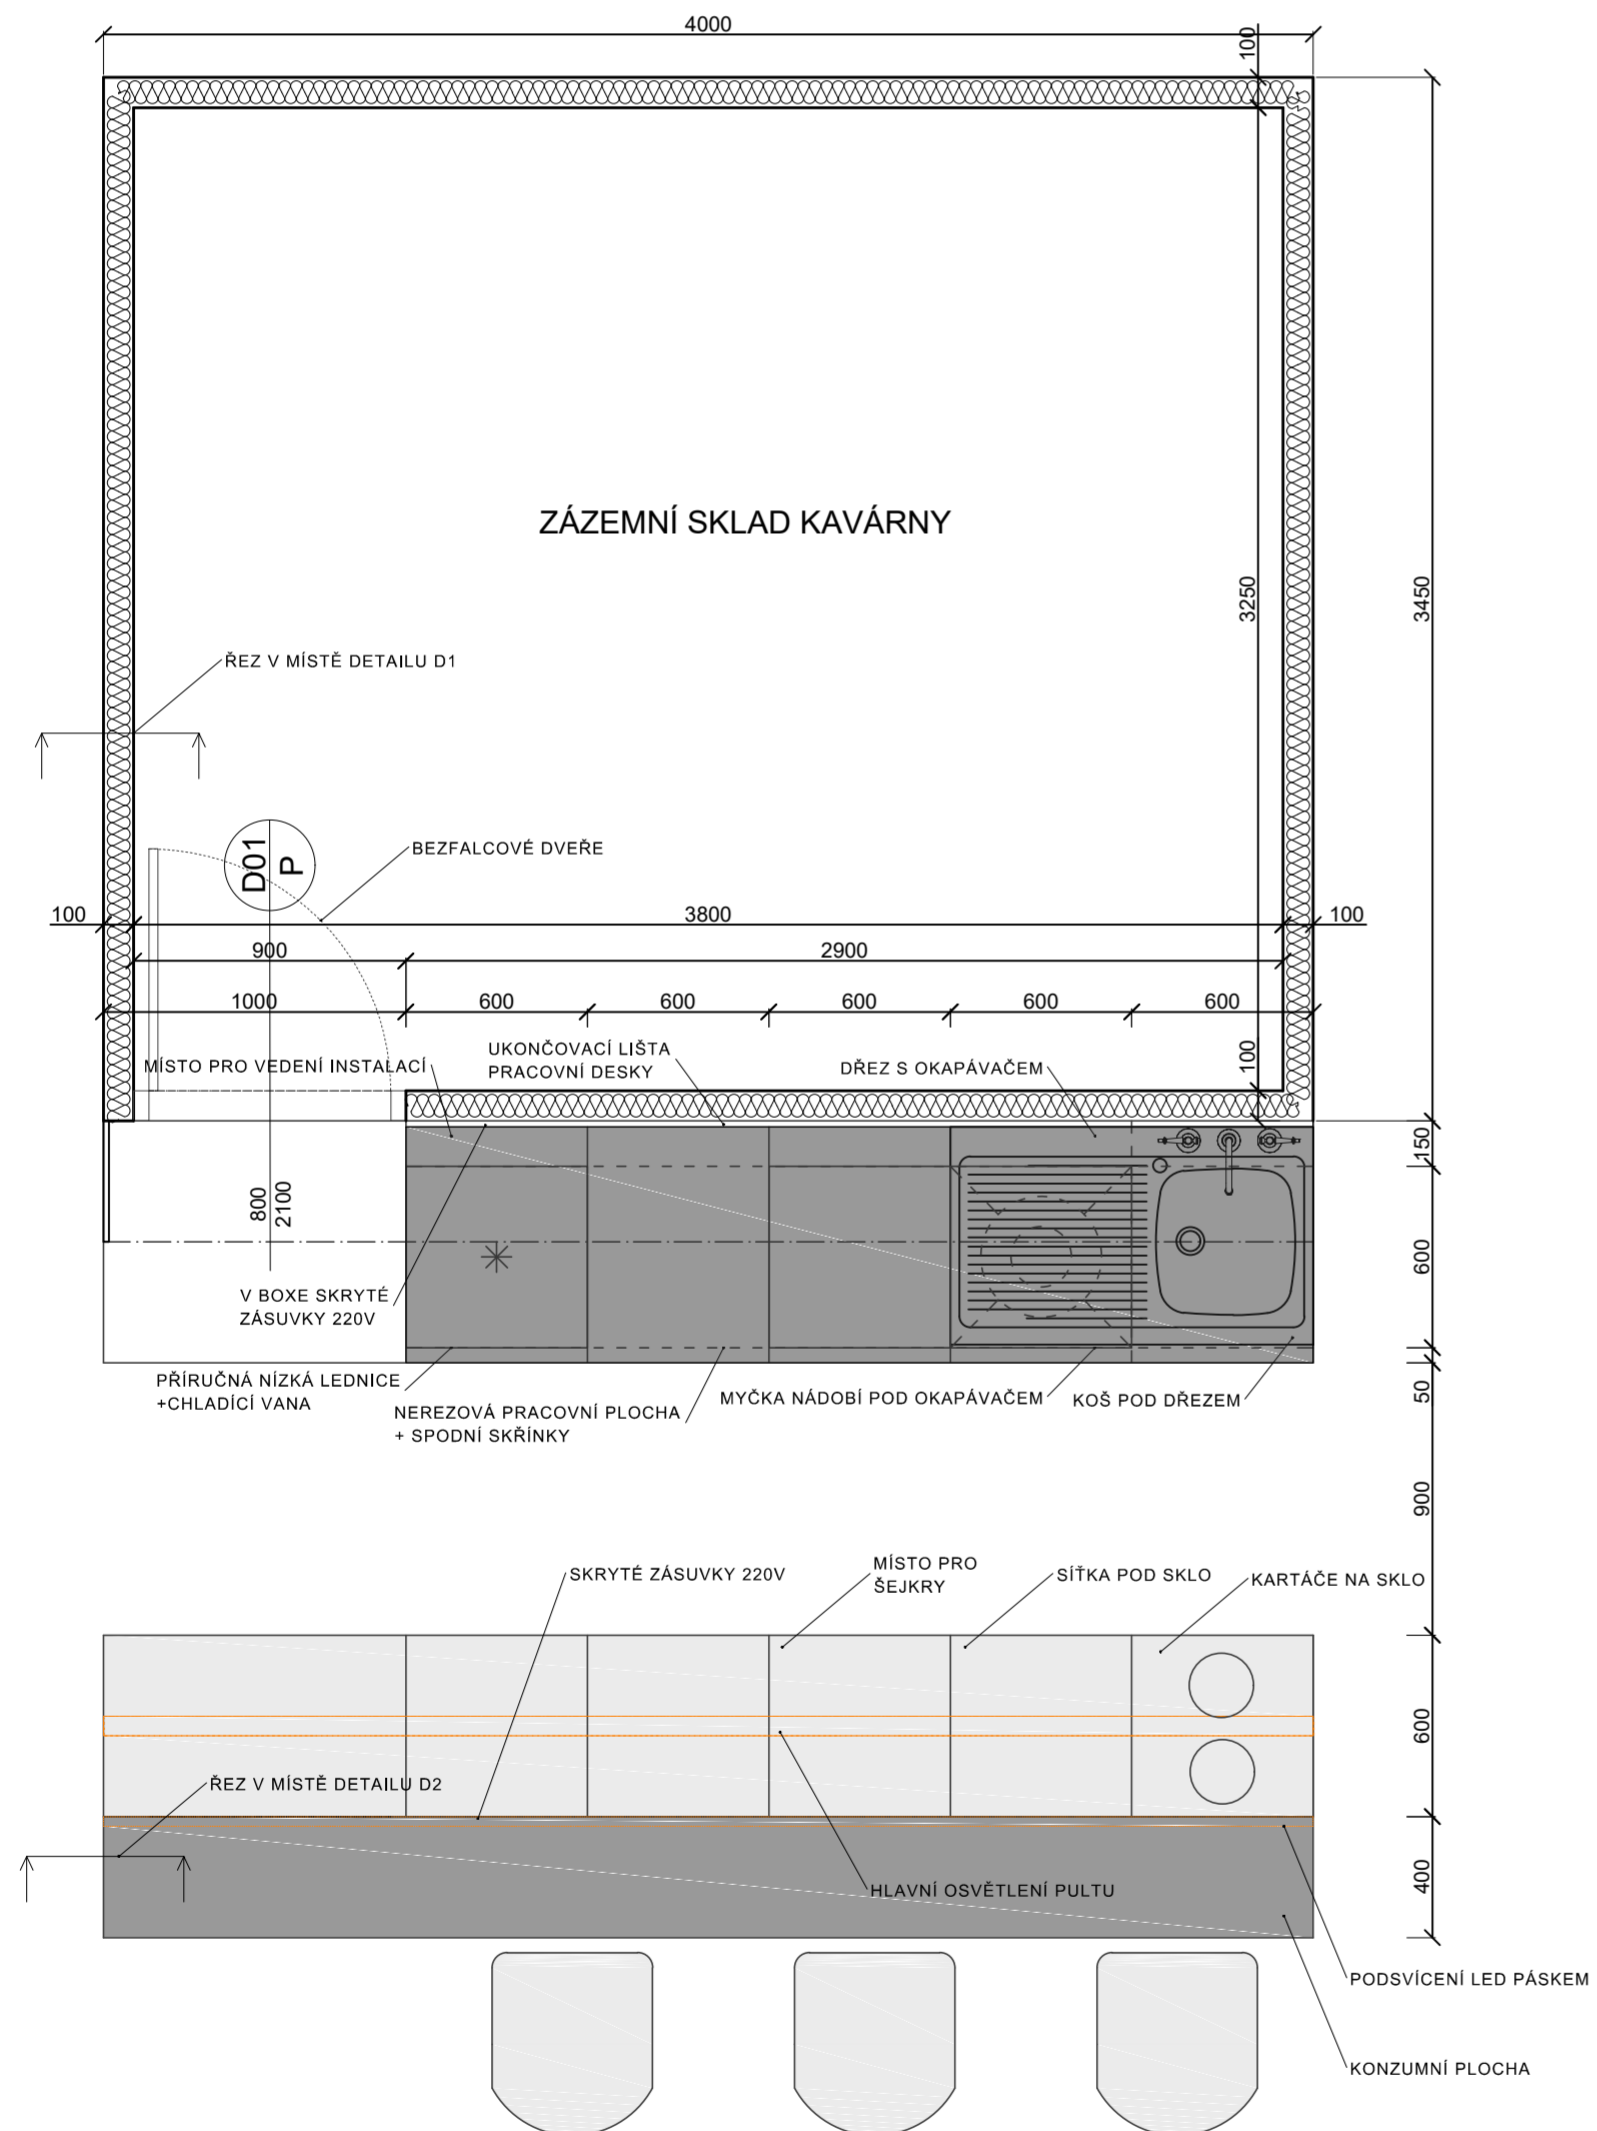 4000
100
ZÁZEMNÍ SKLAD KAVÁRNY
3250
3450
ŘEZ V MÍSTĚ DETAILU D1
D01
P
BEZFALCOVÉ DVEŘE
100
3800
100
900
2900
1000
600
600
600
600
600
MÍSTO PRO VEDENÍ INSTALACÍ
UKONČOVACÍ LIŠTA
PRACOVNÍ DESKY
DŘEZ S OKAPÁVAČEM
100
150
800
2100
600
V BOXE SKRYTÉ
ZÁSUVKY 220V
PŘÍRUČNÁ NÍZKÁ LEDNICE
+CHLADÍCÍ VANA
NEREZOVÁ PRACOVNÍ PLOCHA
+ SPODNÍ SKŘÍNKY
MYČKA NÁDOBÍ POD OKAPÁVAČEM
KOŠ POD DŘEZEM
50
900
SKRYTÉ ZÁSUVKY 220V
MÍSTO PRO
ŠEJKRY
SÍŤKA POD SKLO
KARTÁČE NA SKLO
600
ŘEZ V MÍSTĚ DETAILU D2
HLAVNÍ OSVĚTLENÍ PULTU
400
PODSVÍCENÍ LED PÁSKEM
KONZUMNÍ PLOCHA